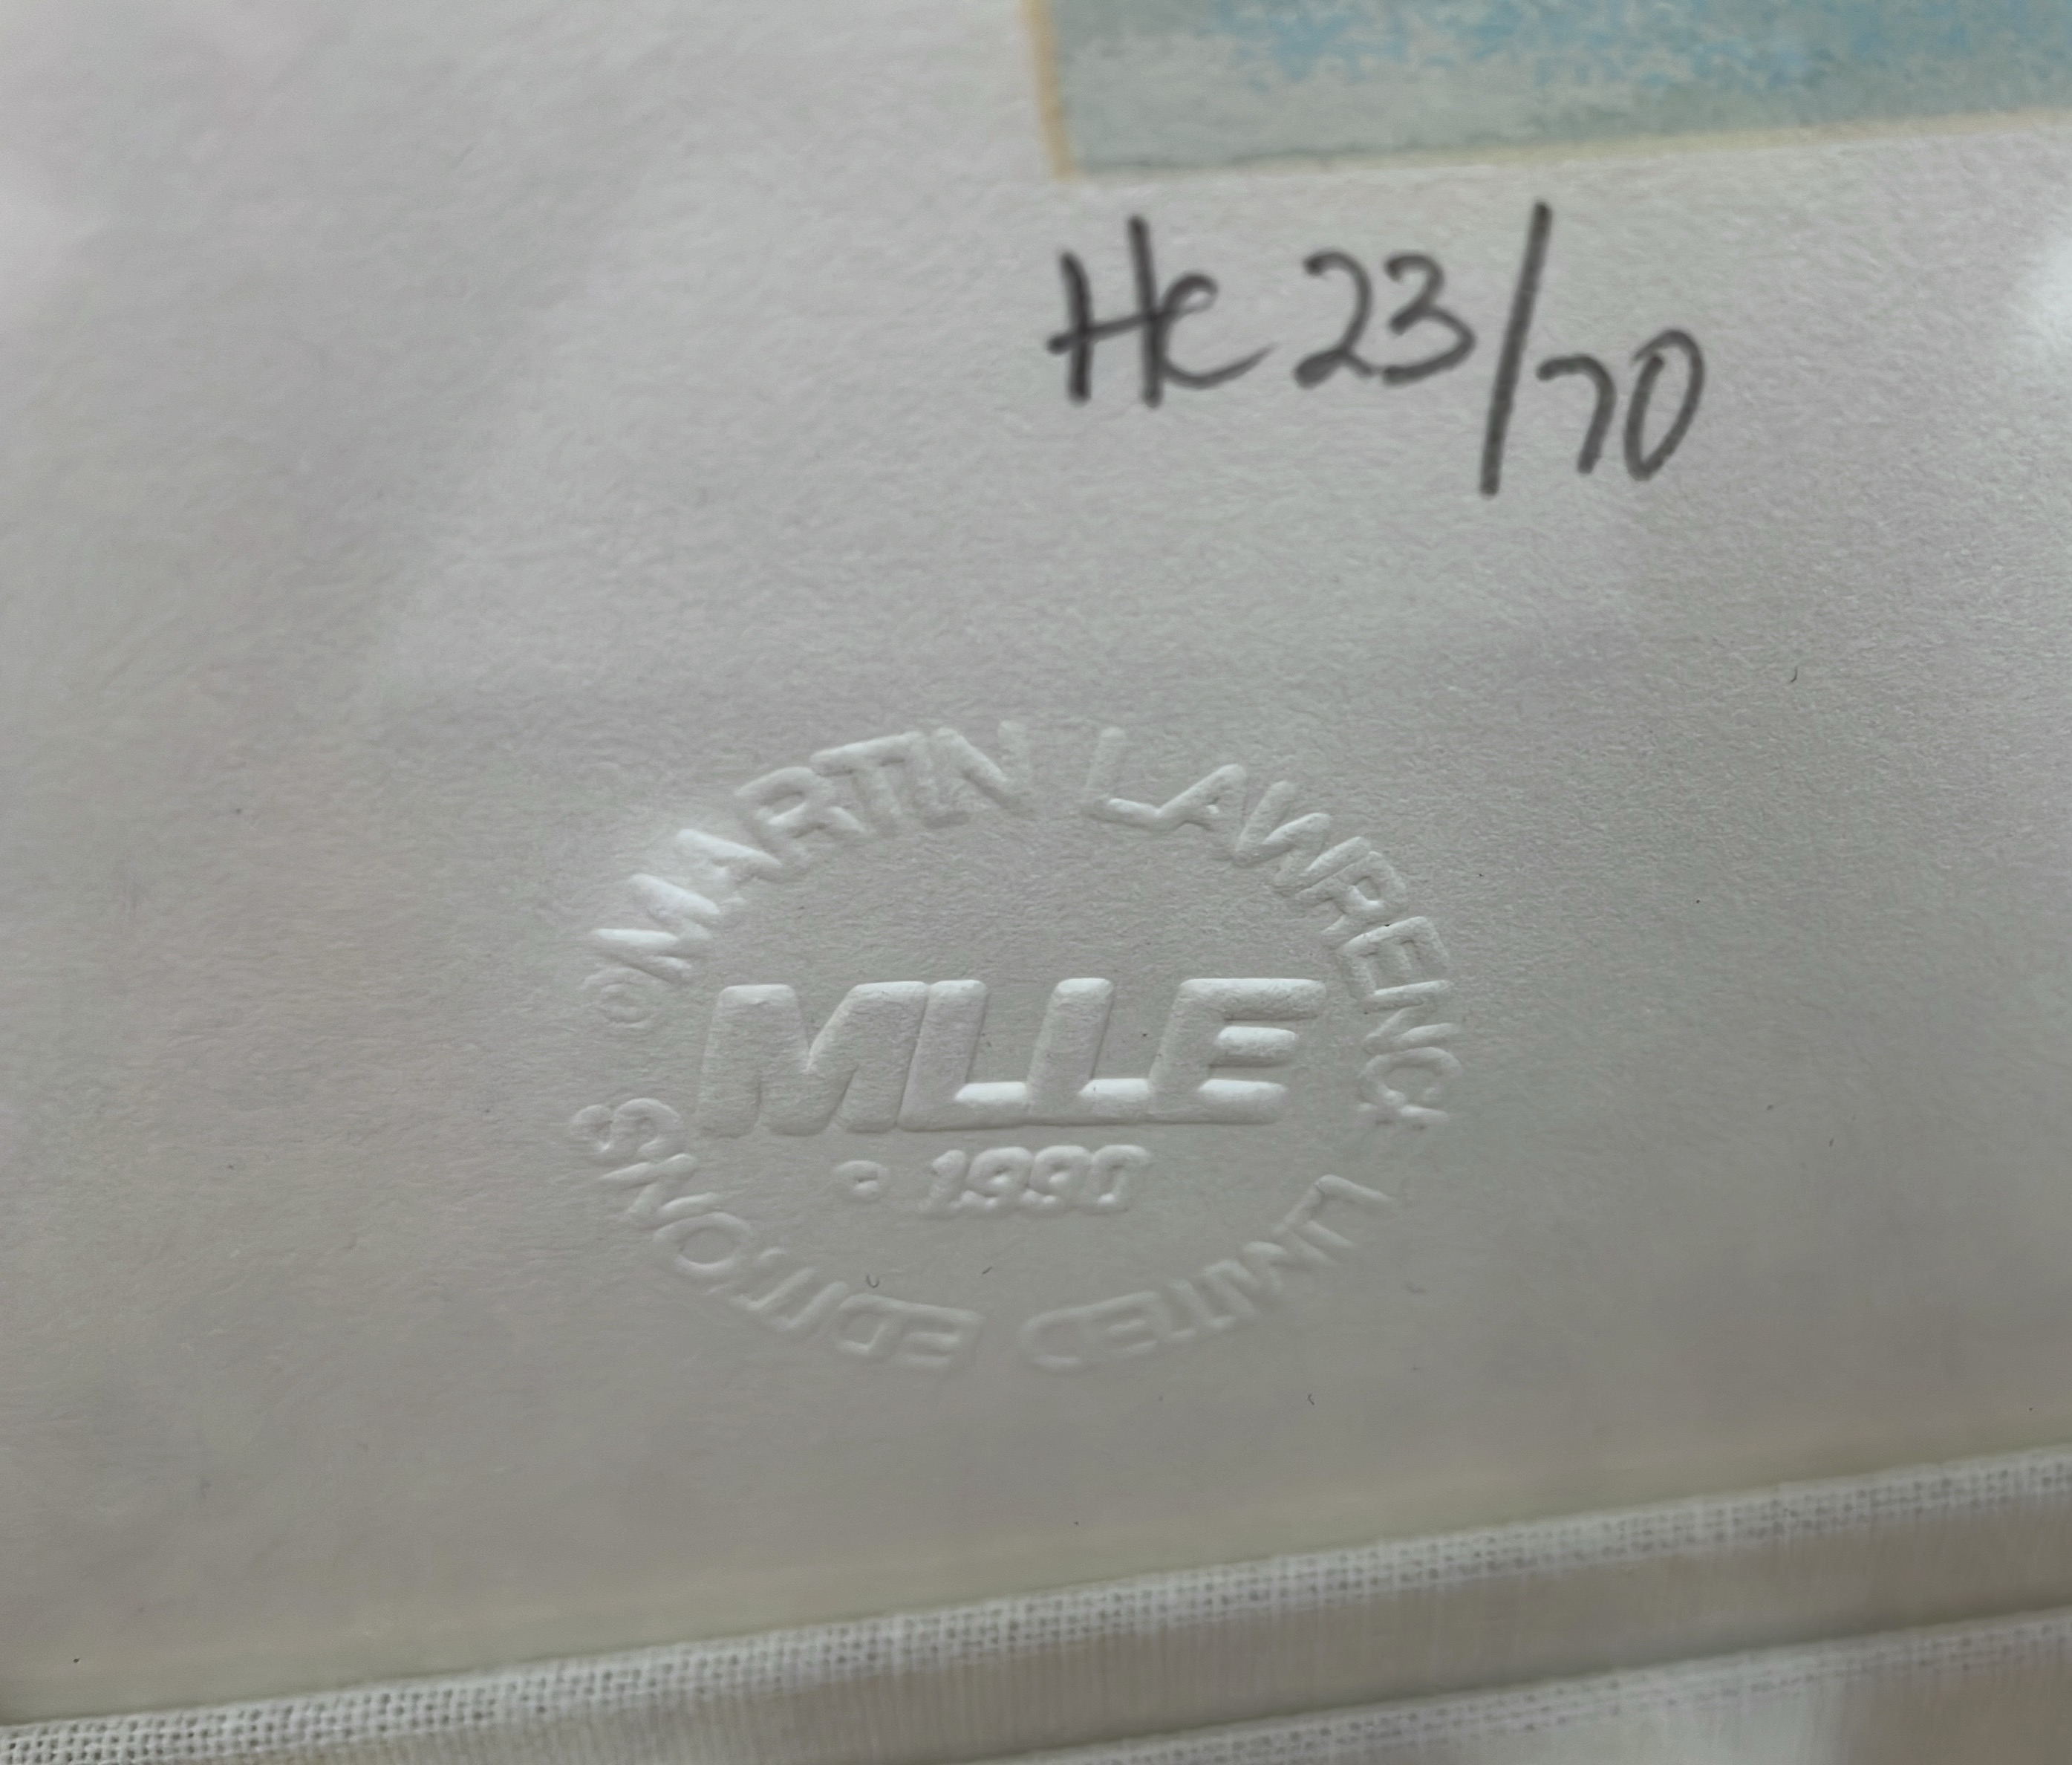 HC 23/70
© MARTIN LAWRENCE
MLLE
© 1990
LIMITED EDITIONS